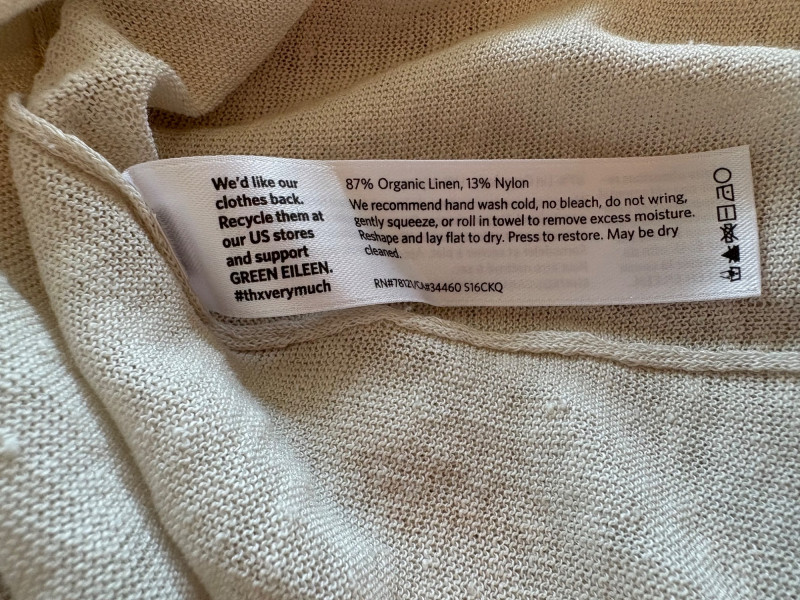 We'd like our
clothes back.
Recycle them at
our US stores
and support
GREEN EILEEN.
#thxverymuch
87% Organic Linen, 13% Nylon
We recommend hand wash cold, no bleach, do not wring,
gently squeeze, or roll in towel to remove excess moisture.
Reshape and lay flat to dry. Press to restore. May be dry
cleaned.
RN#78121/CA#34460 S16CKQ